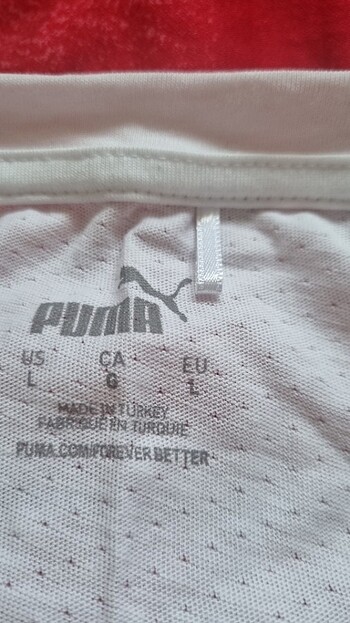 PUMA
US CA EU
L G L
MADE IN TURKEY
FABRIQUE EN TURQUIE
PUMA.COM/FOREVERBETTER